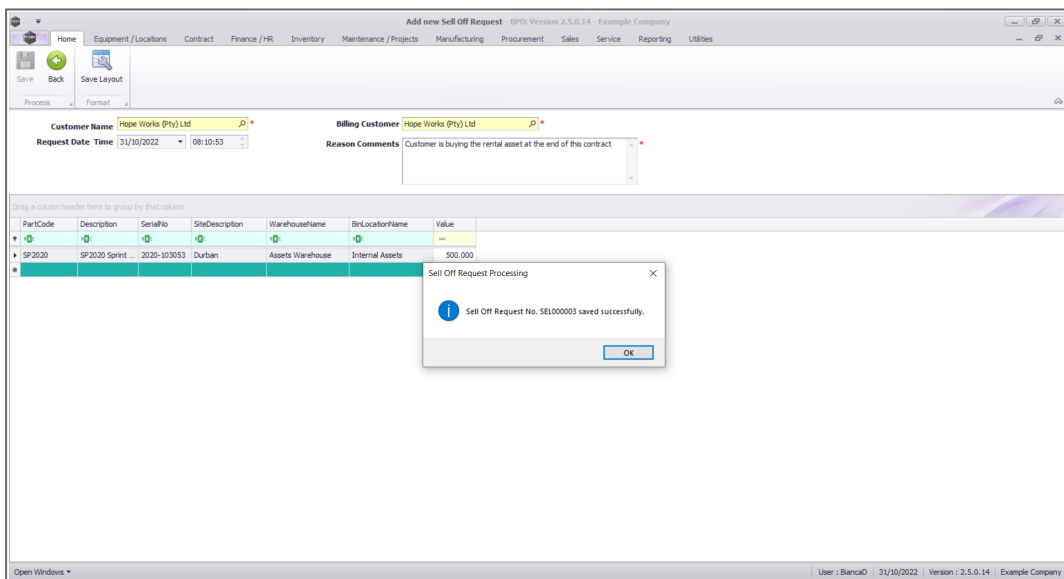 Add new Sell Off Request - BPO: Version 2.5.0.14 - Example Company
Home Equipment / Locations Contract Finance / HR Inventory Maintenance / Projects Manufacturing Procurement Sales Service Reporting Utilities
Save Back Save Layout
Process Format
Customer Name Hope Works (Pty) Ltd * Billing Customer Hope Works (Pty) Ltd *
Request Date Time 31/10/2022 08:10:53 Reason Comments Customer is buying the rental asset at the end of this contract *
Drag a column header here to group by that column
PartCode Description SerialNo SiteDescription WarehouseName BinLocationName Value
SP2020 SP2020 Sprint ... 2020-103053 Durban Assets Warehouse Internal Assets 500.000
Sell Off Request Processing
Sell Off Request No. SEL000003 saved successfully.
OK
Open Windows User : BiancaD 31/10/2022 Version : 2.5.0.14 Example Company